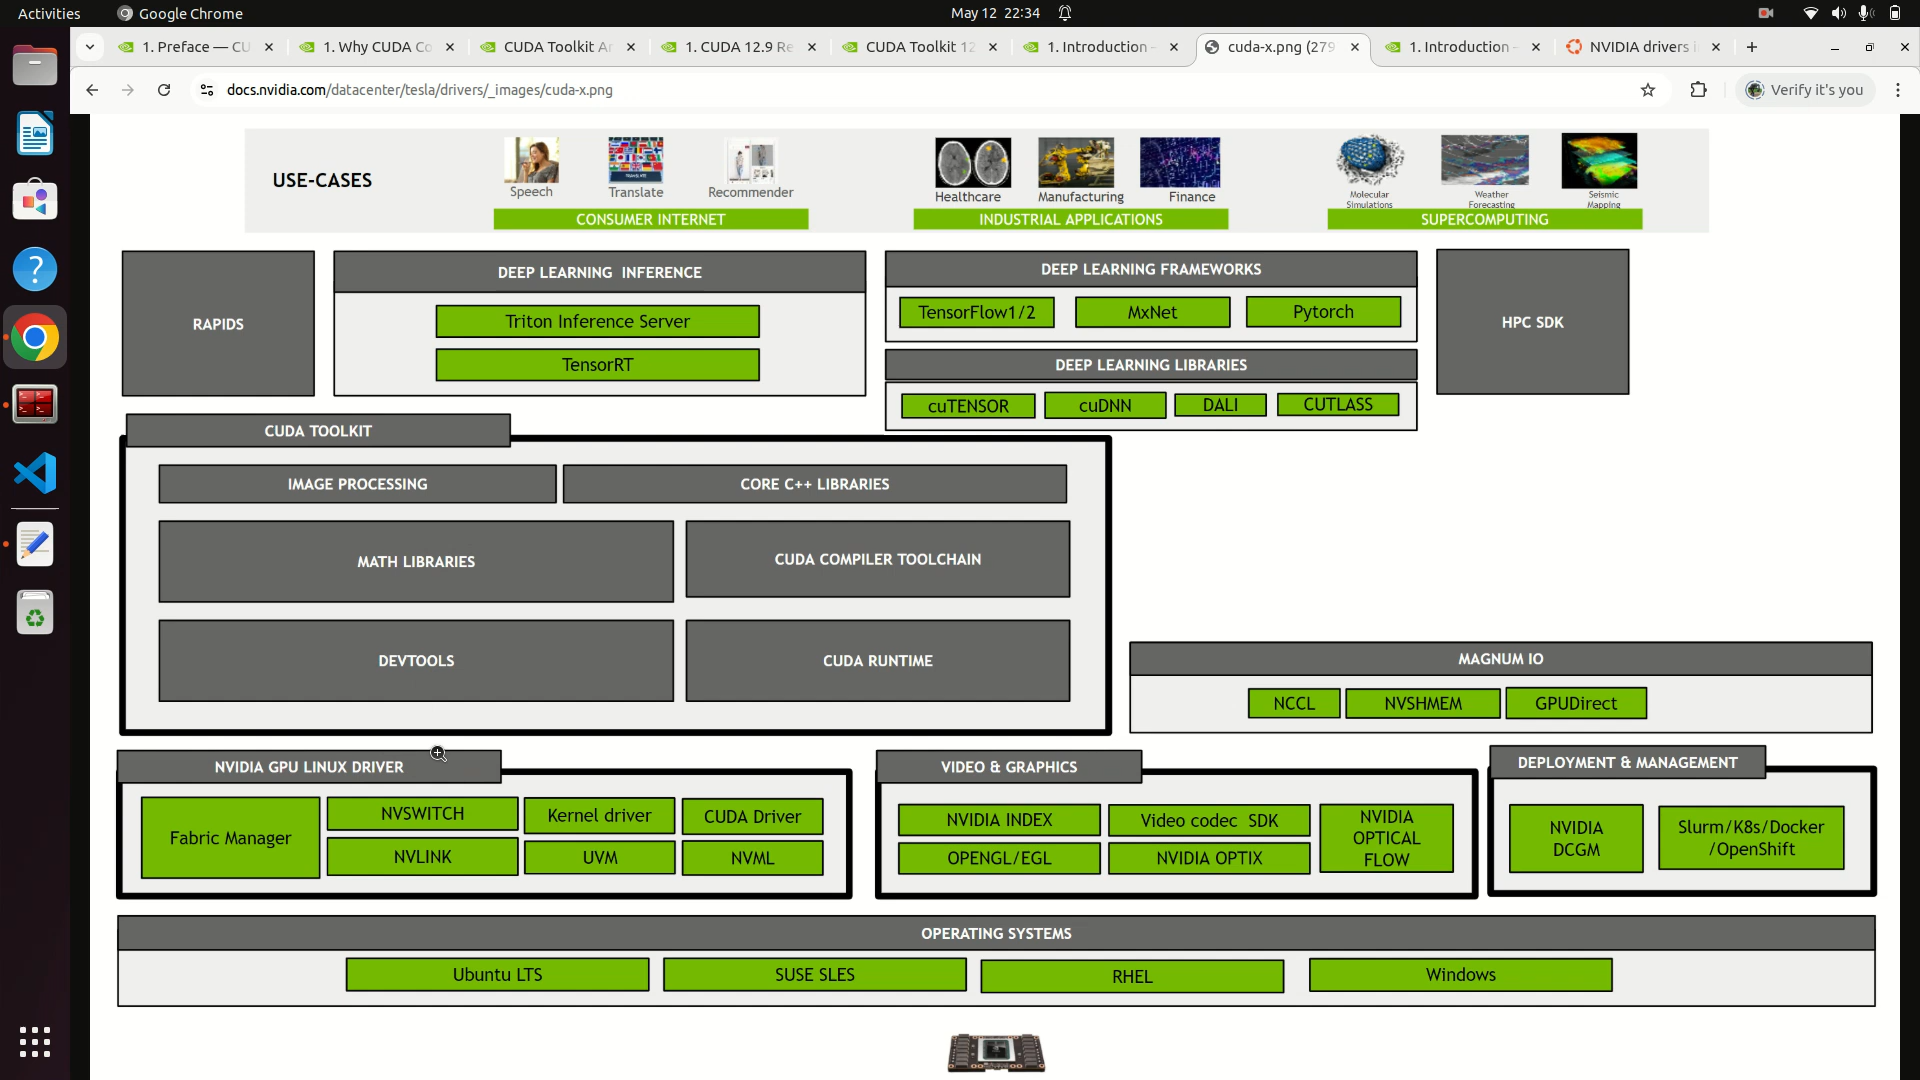 Activities
Google Chrome
May 12 22:34
1. Preface — CU
1. Why CUDA Co
CUDA Toolkit Ar
1. CUDA 12.9 Re
CUDA Toolkit 12
1. Introduction -
cuda-x.png (279
1. Introduction -
NVIDIA drivers i
docs.nvidia.com/datacenter/tesla/drivers/_images/cuda-x.png
Verify it's you
USE-CASES
Speech
Translate
Recommender
CONSUMER INTERNET
Healthcare
Manufacturing
Finance
INDUSTRIAL APPLICATIONS
Molecular
Simulations
Weather
Forecasting
Seismic
Mapping
SUPERCOMPUTING
RAPIDS
DEEP LEARNING INFERENCE
Triton Inference Server
TensorRT
DEEP LEARNING FRAMEWORKS
TensorFlow1/2
MxNet
Pytorch
DEEP LEARNING LIBRARIES
cuTENSOR
cuDNN
DALI
CUTLASS
HPC SDK
CUDA TOOLKIT
IMAGE PROCESSING
CORE C++ LIBRARIES
MATH LIBRARIES
CUDA COMPILER TOOLCHAIN
DEVTOOLS
CUDA RUNTIME
MAGNUM IO
NCCL
NVSHMEM
GPUDirect
NVIDIA GPU LINUX DRIVER
Fabric Manager
NVSWITCH
Kernel driver
CUDA Driver
NVLINK
UVM
NVML
VIDEO & GRAPHICS
NVIDIA INDEX
Video codec SDK
NVIDIA
OPTICAL
FLOW
OPENGL/EGL
NVIDIA OPTIX
DEPLOYMENT & MANAGEMENT
NVIDIA
DCGM
Slurm/K8s/Docker
/OpenShift
OPERATING SYSTEMS
Ubuntu LTS
SUSE SLES
RHEL
Windows